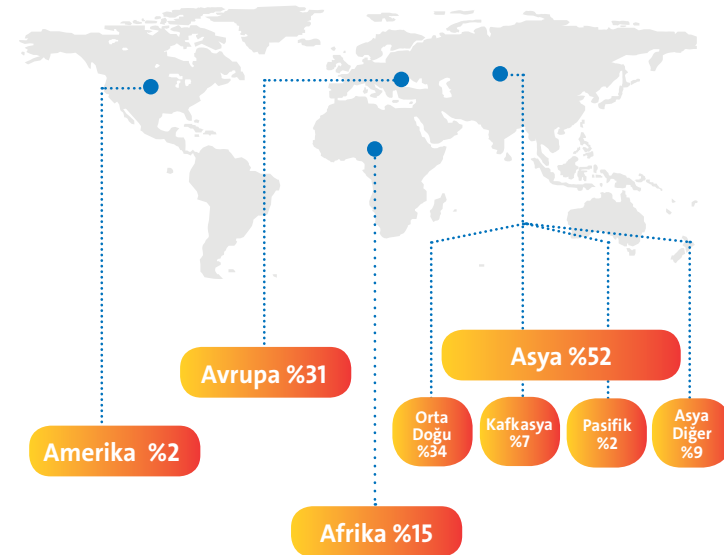 Asya %52
Avrupa %31
Orta
Doğu
%34
Kafkasya
%7
Pasifik
%2
Asya
Diğer
%9
Amerika %2
Afrika %15